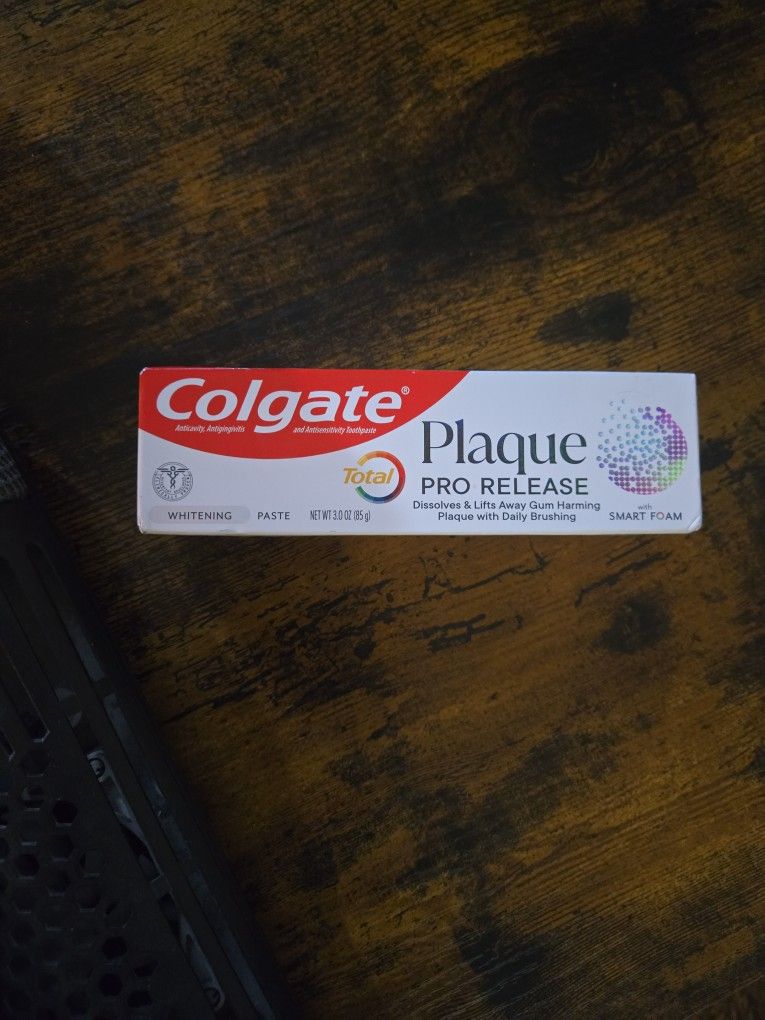 Colgate®
Anticavity, Antigingivitis and Antisensitivity Toothpaste
Total
Plaque
PRO RELEASE
Dissolves & Lifts Away Gum Harming
Plaque with Daily Brushing
with
SMART FOAM
WHITENING PASTE NET WT 3.0 OZ (85 g)